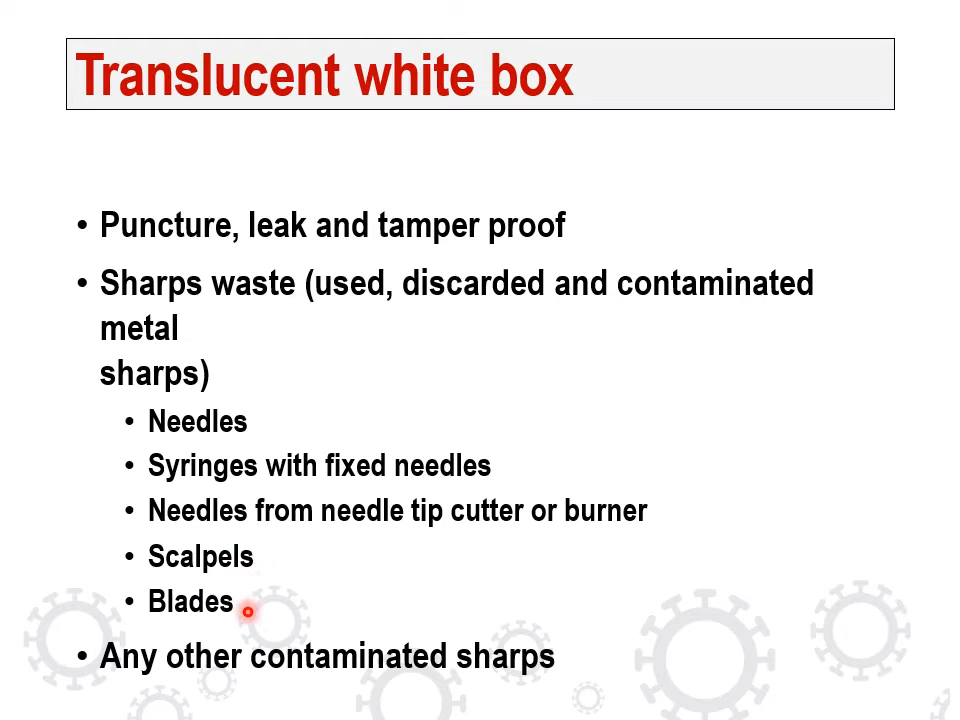 Translucent white box
• Puncture, leak and tamper proof
• Sharps waste (used, discarded and contaminated
metal
sharps)
• Needles
• Syringes with fixed needles
• Needles from needle tip cutter or burner
• Scalpels
• Blades
• Any other contaminated sharps